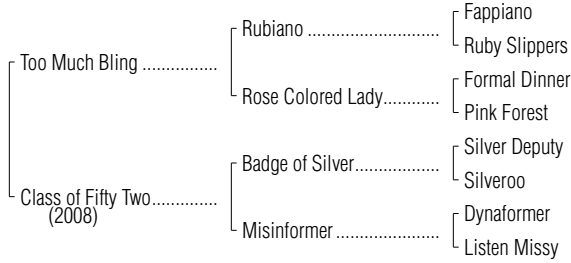 Fappiano
Rubiano ..............................
Ruby Slippers
Too Much Bling .................
Formal Dinner
Rose Colored Lady.............
Pink Forest
Silver Deputy
Badge of Silver...................
Silveroo
Class of Fifty Two...............
(2008)
Dynaformer
Misinformer ........................
Listen Missy